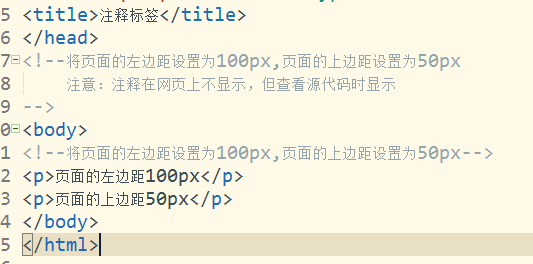 5 <title>注释标签</title>
6 </head>
7 <!--将页面的左边距设置为100px,页面的上边距设置为50px
8 注意：注释在网页上不显示，但查看源代码时显示
9 -->
0 <body>
1 <!--将页面的左边距设置为100px,页面的上边距设置为50px-->
2 <p>页面的左边距100px</p>
3 <p>页面的上边距50px</p>
4 </body>
5 </html>
6